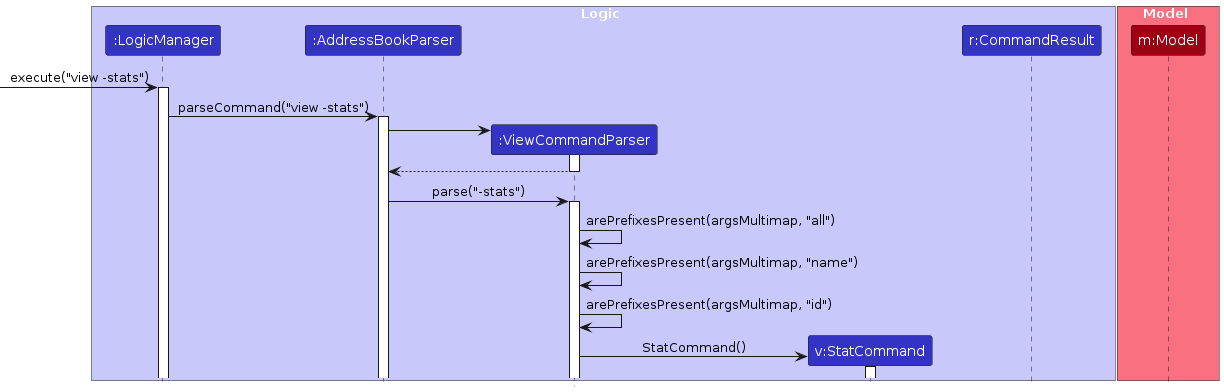 Logic
Model
:LogicManager
:AddressBookParser
r:CommandResult
m:Model
execute("view -stats")
parseCommand("view -stats")
:ViewCommandParser
parse("-stats")
arePrefixesPresent(argsMultimap, "all")
arePrefixesPresent(argsMultimap, "name")
arePrefixesPresent(argsMultimap, "id")
StatCommand()
v:StatCommand